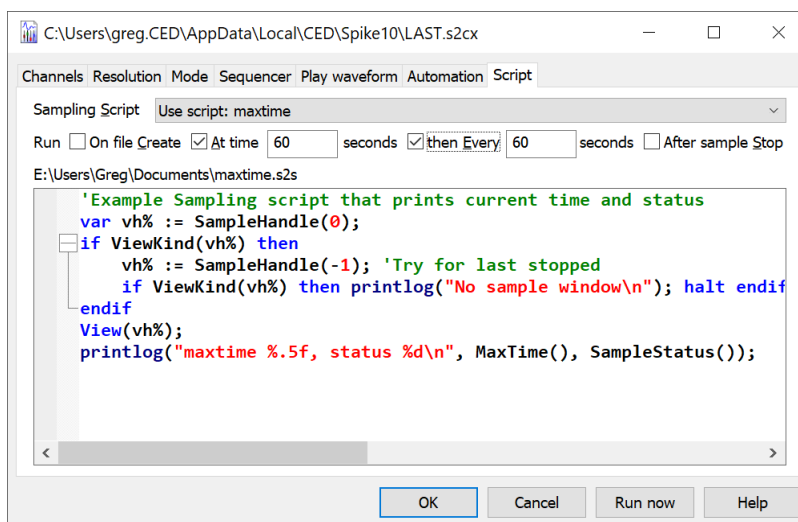 C:\Users\greg.CED\AppData\Local\CED\Spike10\LAST.s2cx
Channels Resolution Mode Sequencer Play waveform Automation Script
Sampling Script Use script: maxtime
Run On file Create At time 60 seconds then Every 60 seconds After sample Stop
E:\Users\Greg\Documents\maxtime.s2s
'Example Sampling script that prints current time and status
var vh% := SampleHandle(0);
if ViewKind(vh%) then
vh% := SampleHandle(-1); 'Try for last stopped
if ViewKind(vh%) then printlog("No sample window\n"); halt endif
endif
View(vh%);
printlog("maxtime %.5f, status %d\n", MaxTime(), SampleStatus());
OK Cancel Run now Help